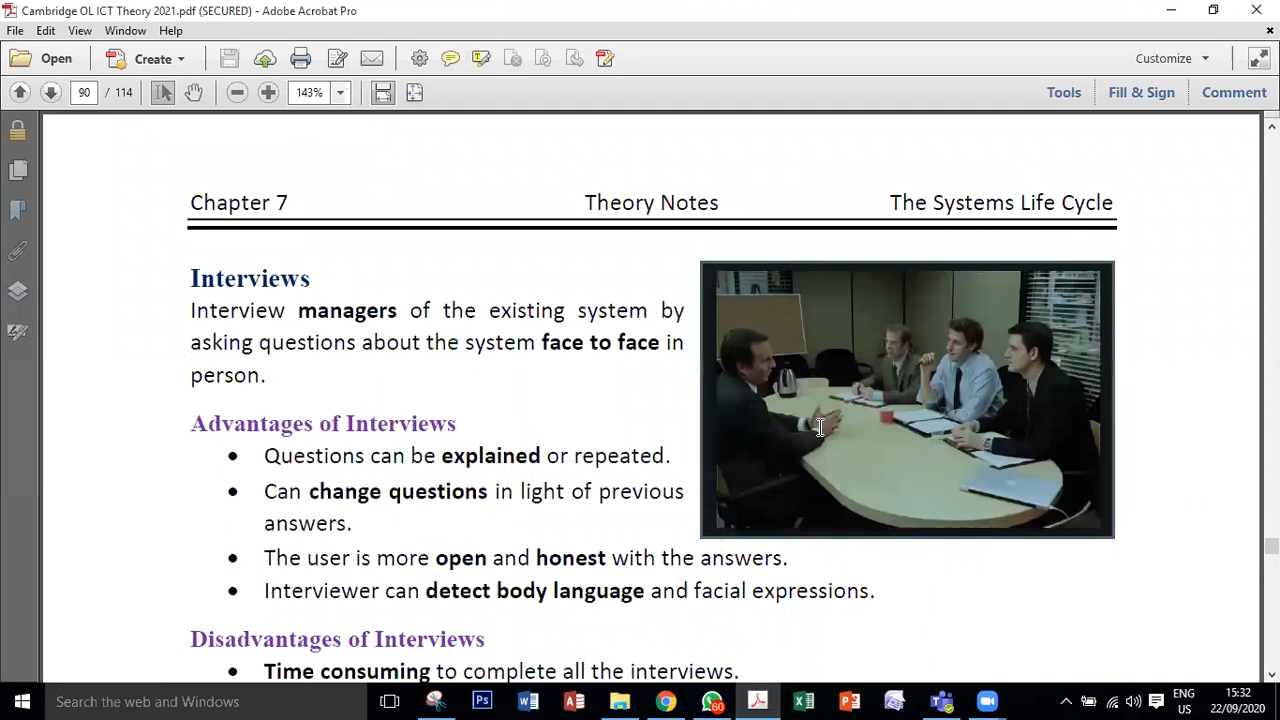 Cambridge OL ICT Theory 2021.pdf (SECURED) - Adobe Acrobat Pro
File Edit View Window Help
Open Create Customize
90 / 114 143% Tools Fill & Sign Comment
Chapter 7 Theory Notes The Systems Life Cycle
Interviews
Interview managers of the existing system by
asking questions about the system face to face in
person.
Advantages of Interviews
• Questions can be explained or repeated.
• Can change questions in light of previous
answers.
• The user is more open and honest with the answers.
• Interviewer can detect body language and facial expressions.
Disadvantages of Interviews
• Time consuming to complete all the interviews.
Search the web and Windows 60 ENG 15:32
US 22/09/2020